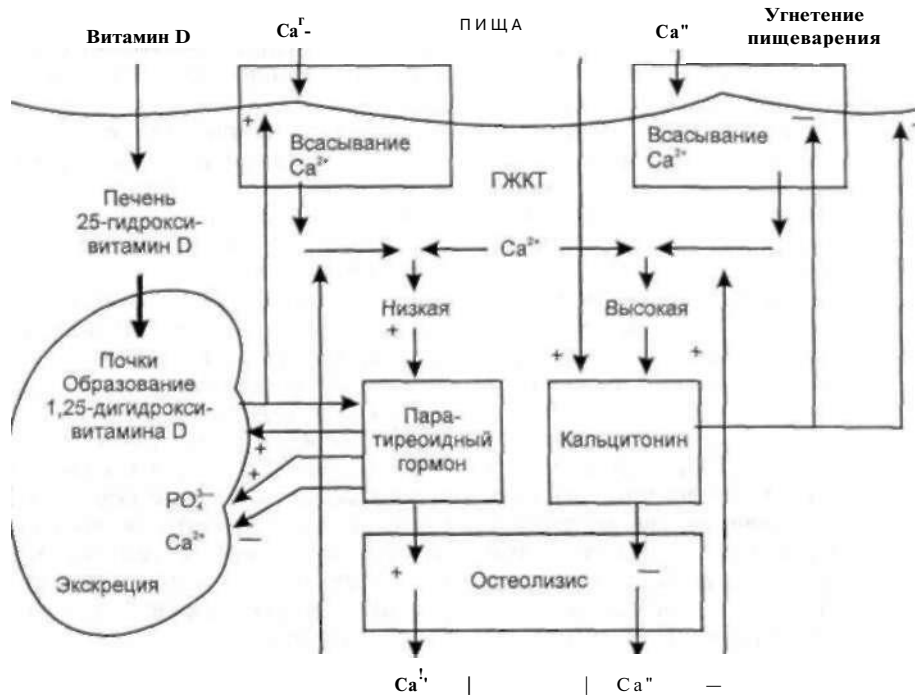 Витамин D
Ca г -
ПИЩА
Ca"
Угнетение
пищеварения
+
Всасывание
Ca²⁺
ГЖКТ
—
Всасывание
Ca²⁺
-
Печень
25-гидрокси-
витамин D
Ca²⁺
Низкая
+
Высокая
+
+
Почки
Образование
1,25-дигидрокси-
витамина D
Пара-
тиреоидный
гормон
Кальцитонин
+
+
PO₄³⁻
Ca²⁺
—
Экскреция
+
Остеолизис
—
Ca !, |
| Ca" —